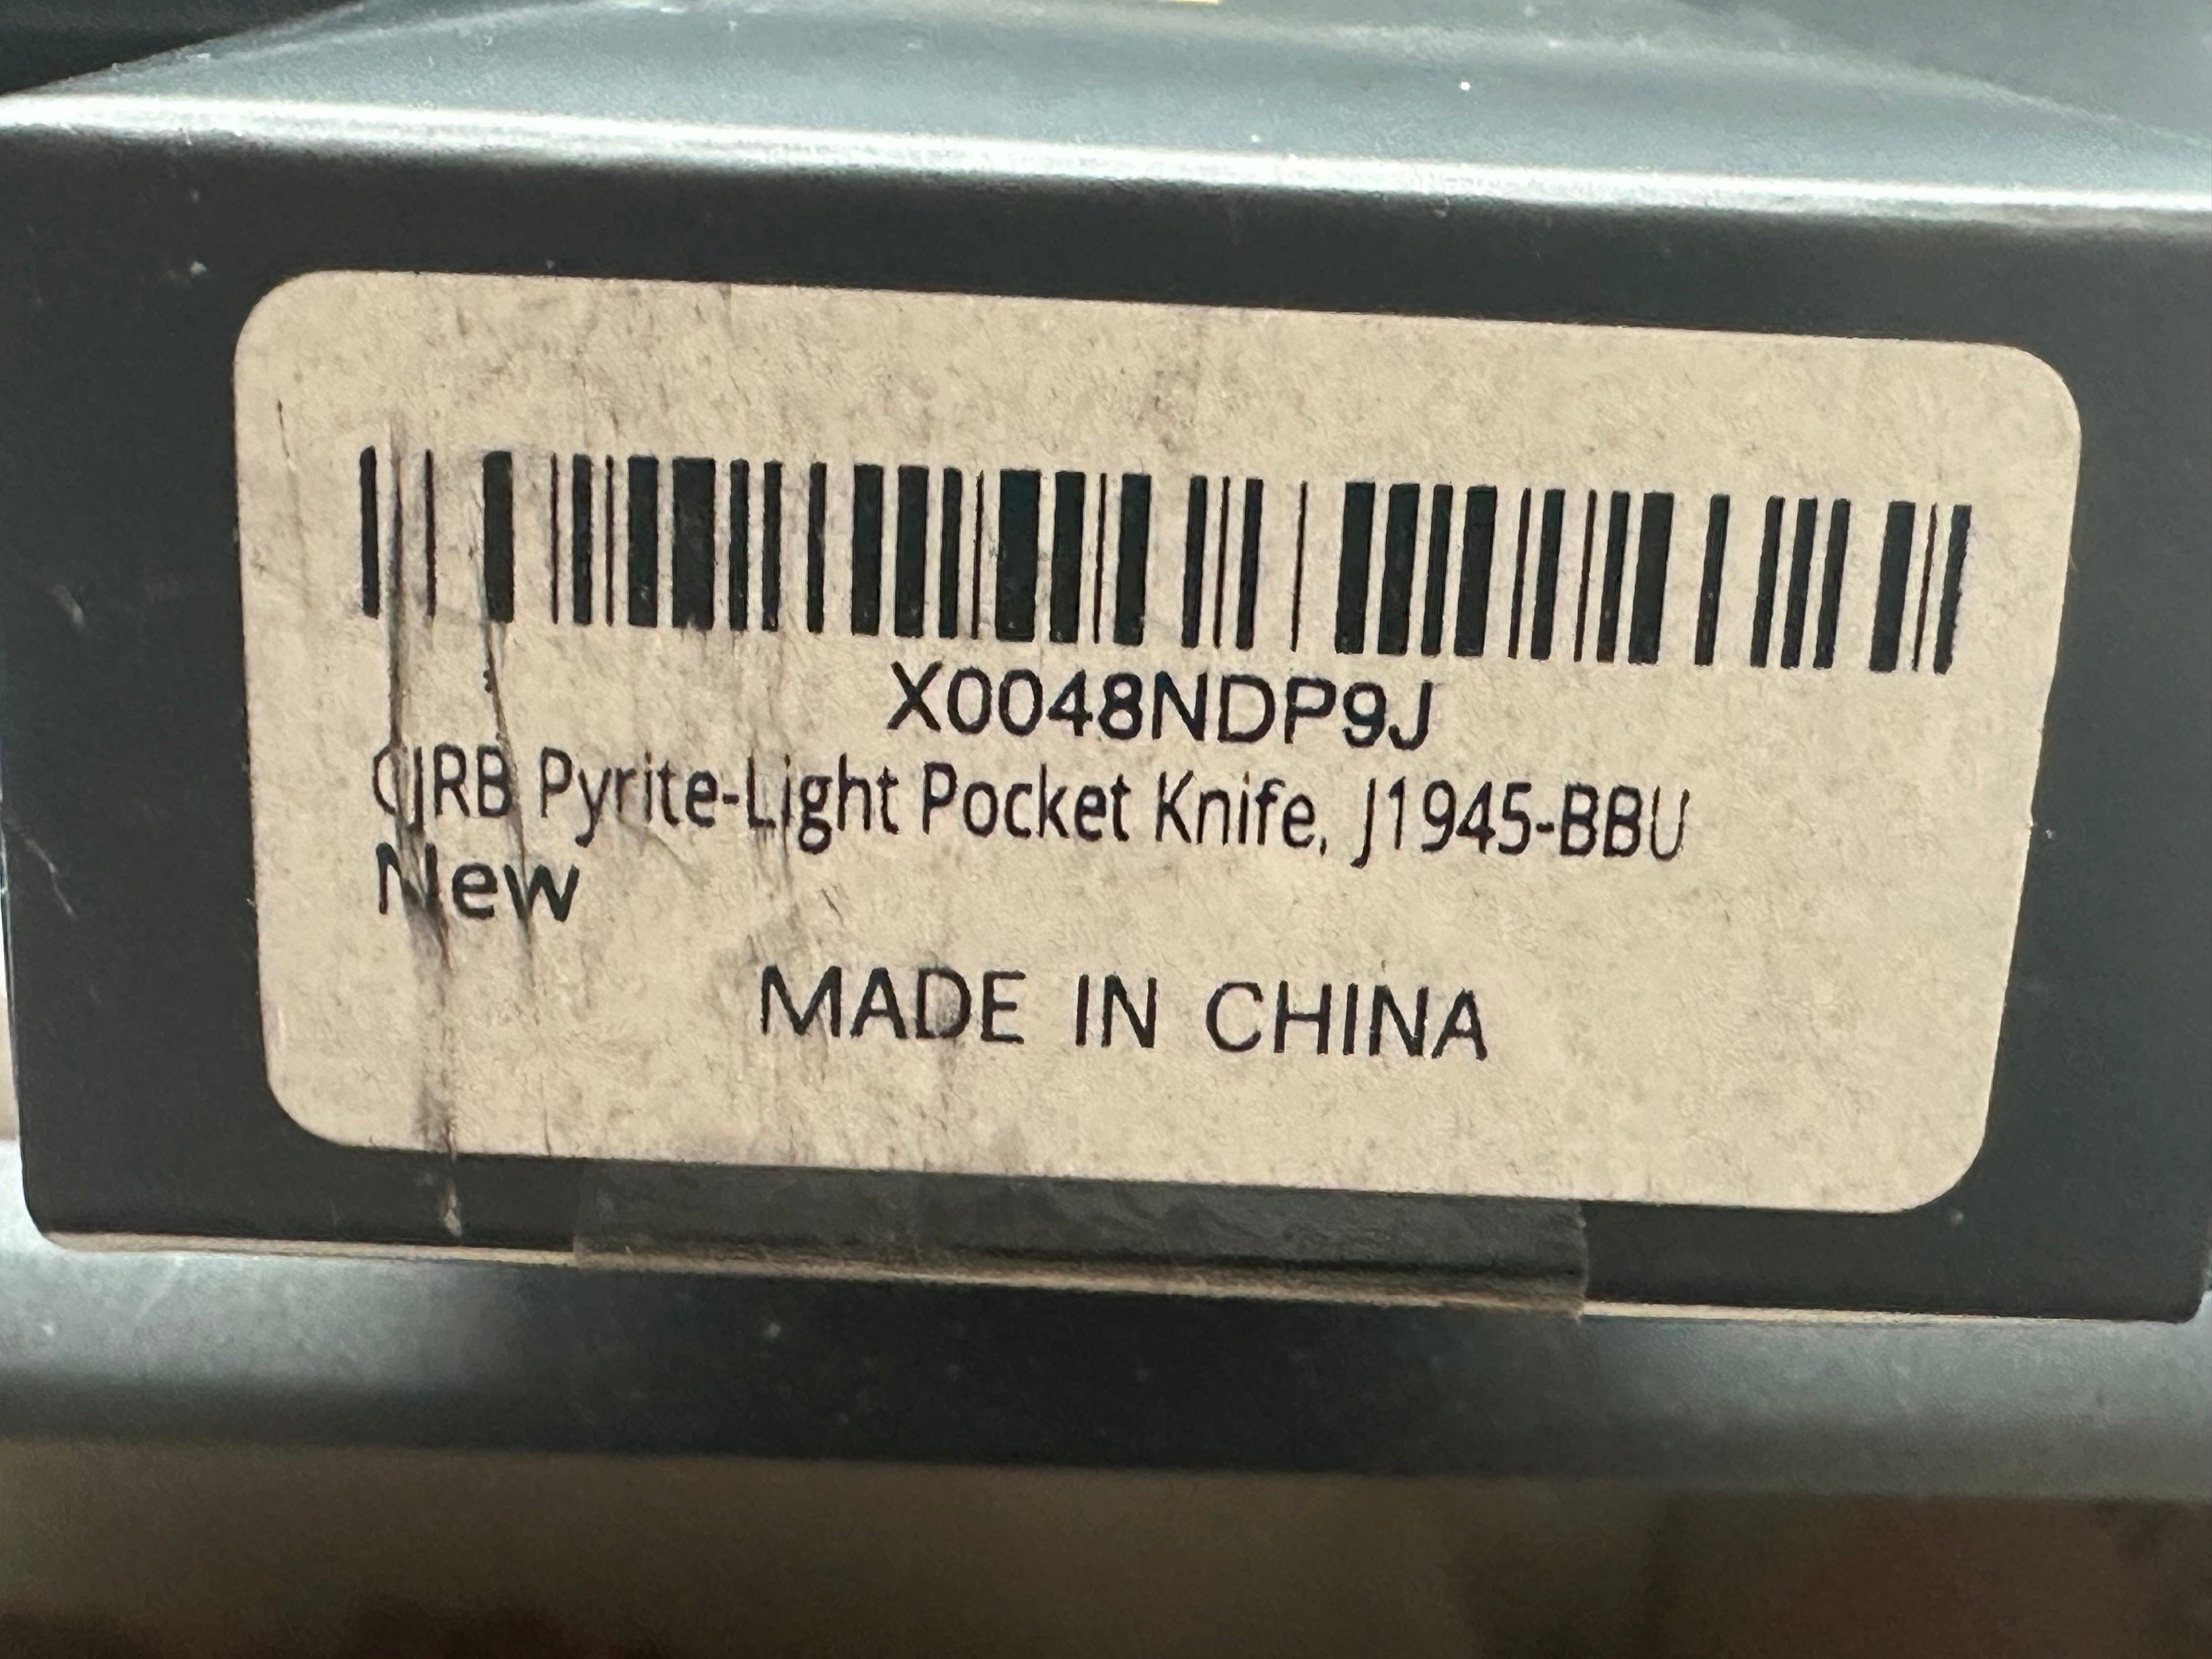 X0048NDP9J
CJRB Pyrite-Light Pocket Knife, J1945-BBU
New
MADE IN CHINA